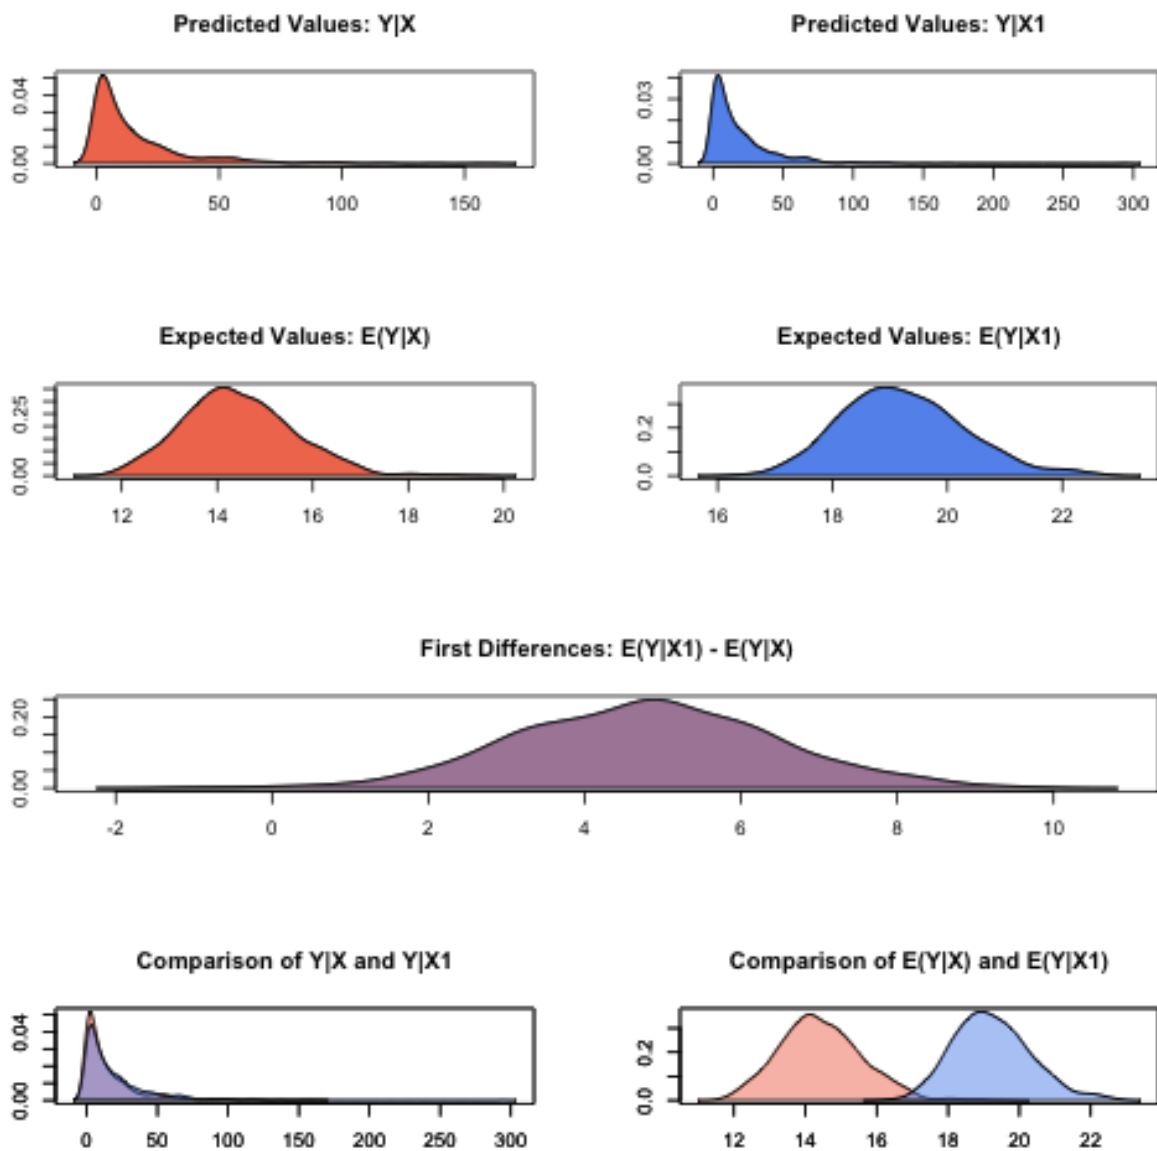 Predicted Values: Y|X
0.00 0.04
0 50 100 150
Predicted Values: Y|X1
0.00 0.03
0 50 100 150 200 250 300
Expected Values: E(Y|X)
0.00 0.25
12 14 16 18 20
Expected Values: E(Y|X1)
0.0 0.2
16 18 20 22
First Differences: E(Y|X1) - E(Y|X)
0.00 0.20
-2 0 2 4 6 8 10
Comparison of Y|X and Y|X1
0.00 0.04
0 50 100 150 200 250 300
Comparison of E(Y|X) and E(Y|X1)
0.0 0.2
12 14 16 18 20 22